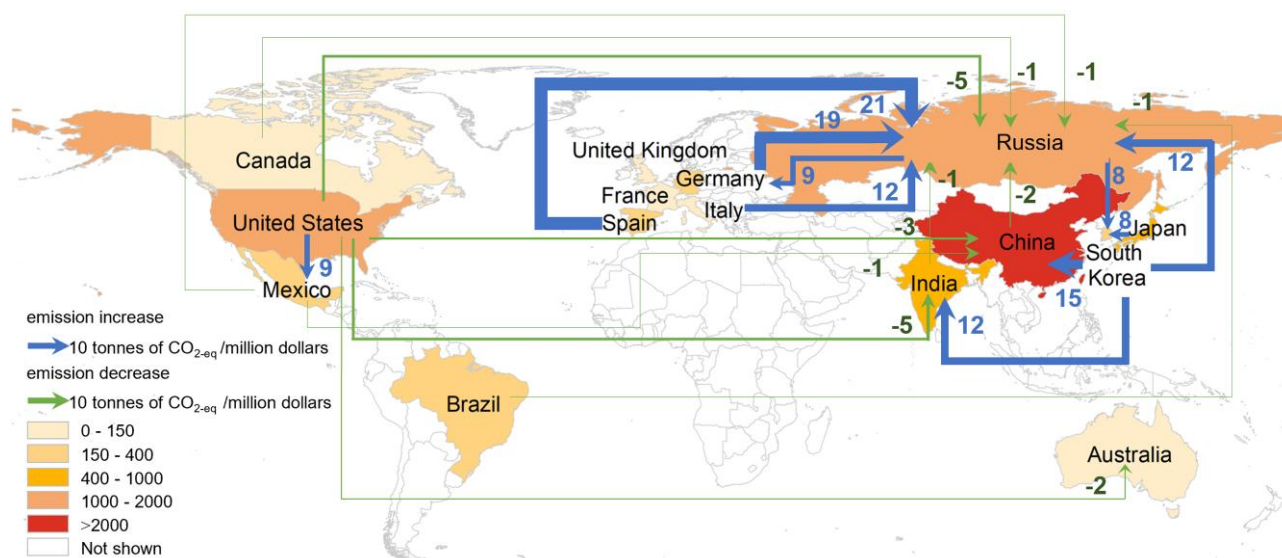 -5
-1
-1
-1
21
19
United Kingdom
Russia
Canada
9
8
12
Germany
12
-1
-2
France
Italy
United States
Spain
-3
China
8
Japan
South
Korea
9
Mexico
-1
India
15
-5
12
emission increase
10 tonnes of CO2-eq /million dollars
emission decrease
10 tonnes of CO2-eq /million dollars
0 - 150
150 - 400
400 - 1000
1000 - 2000
>2000
Not shown
Brazil
Australia
-2